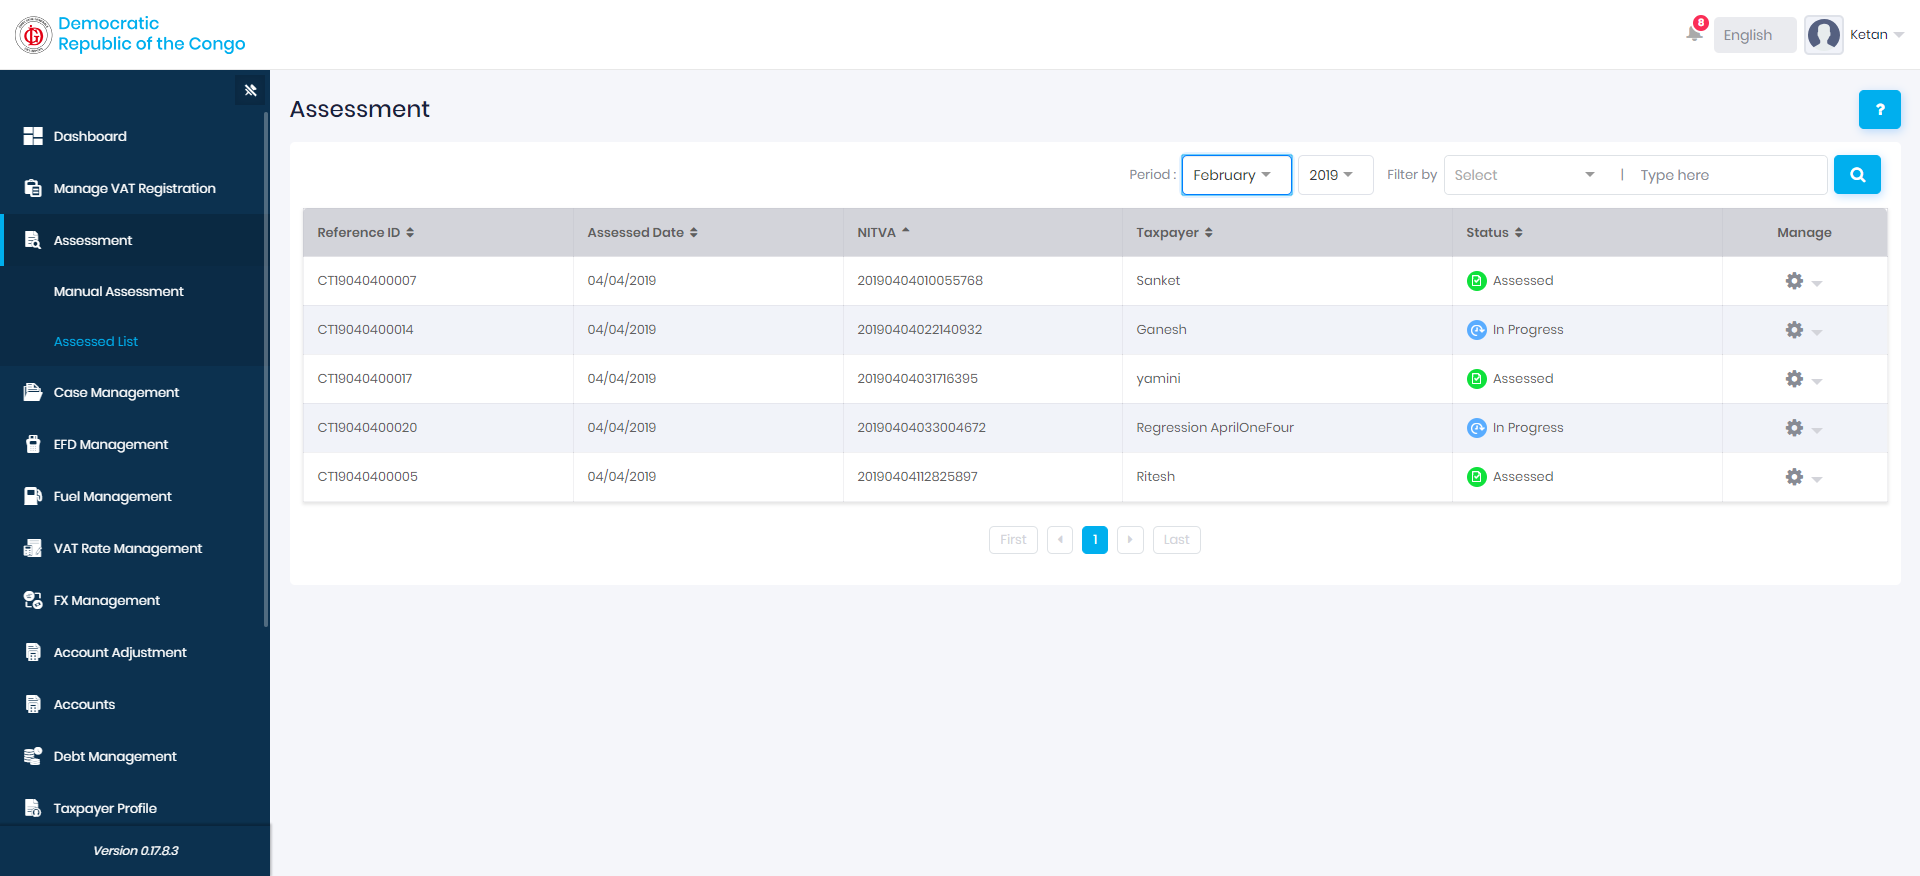 Democratic
Republic of the Congo
8
English
Ketan
Dashboard
Manage VAT Registration
Assessment
Manual Assessment
Assessed List
Case Management
EFD Management
Fuel Management
VAT Rate Management
FX Management
Account Adjustment
Accounts
Debt Management
Taxpayer Profile
Version 0.17.8.3
Assessment
?
Period : February 2019 Filter by Select | Type here
Reference ID Assessed Date NITVA Taxpayer Status Manage
CT19040400007 04/04/2019 20190404010055768 Sanket Assessed
CT19040400014 04/04/2019 20190404022140932 Ganesh In Progress
CT19040400017 04/04/2019 20190404031716395 yamini Assessed
CT19040400020 04/04/2019 20190404033004672 Regression AprilOneFour In Progress
CT19040400005 04/04/2019 20190404112825897 Ritesh Assessed
First 1 Last